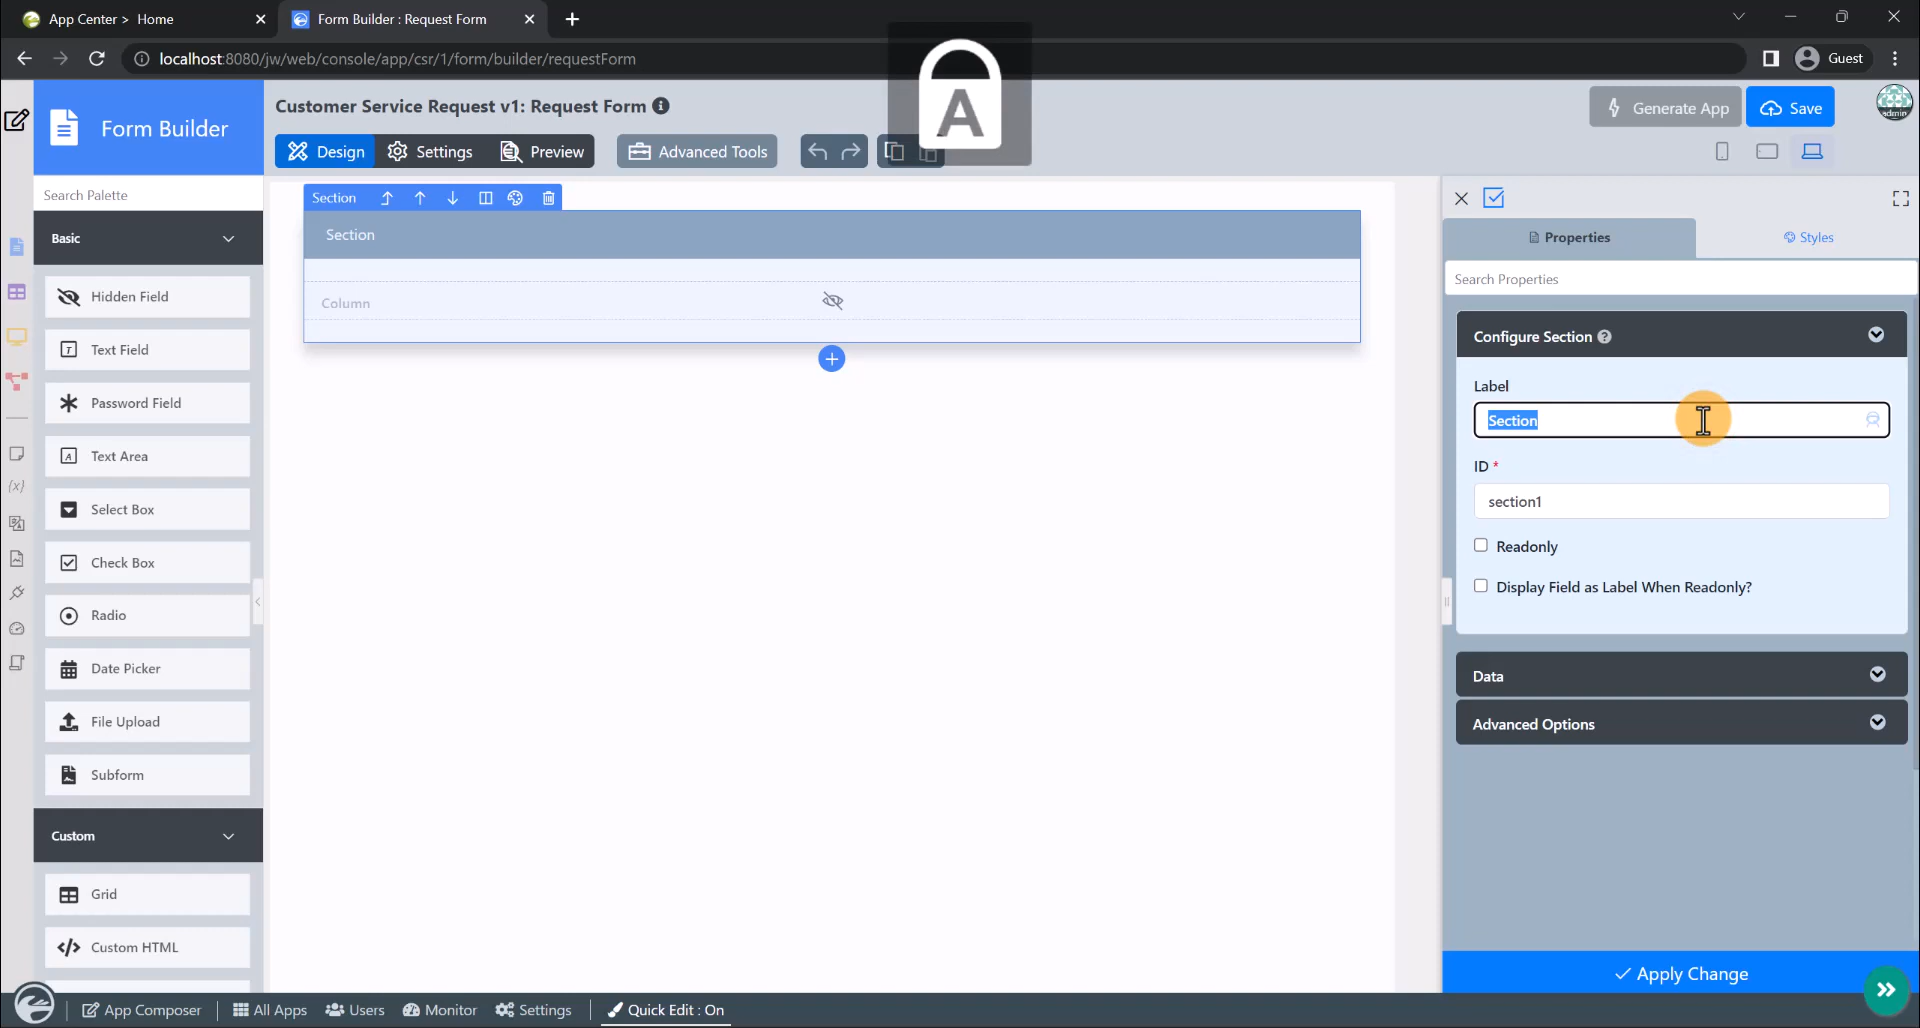 App Center > Home
Form Builder : Request Form
localhost:8080/jw/web/console/app/csr/1/form/builder/requestForm
Guest
Form Builder
Customer Service Request v1: Request Form
A
Generate App
Save
admin
Design
Settings
Preview
Advanced Tools
Search Palette
Section
Properties
Styles
Basic
Section
Search Properties
Hidden Field
Column
Configure Section
Text Field
Label
Password Field
Section
Text Area
ID *
Select Box
section1
Check Box
Readonly
Radio
Display Field as Label When Readonly?
Date Picker
Data
File Upload
Advanced Options
Subform
Custom
Grid
Custom HTML
Apply Change
App Composer
All Apps
Users
Monitor
Settings
Quick Edit : On